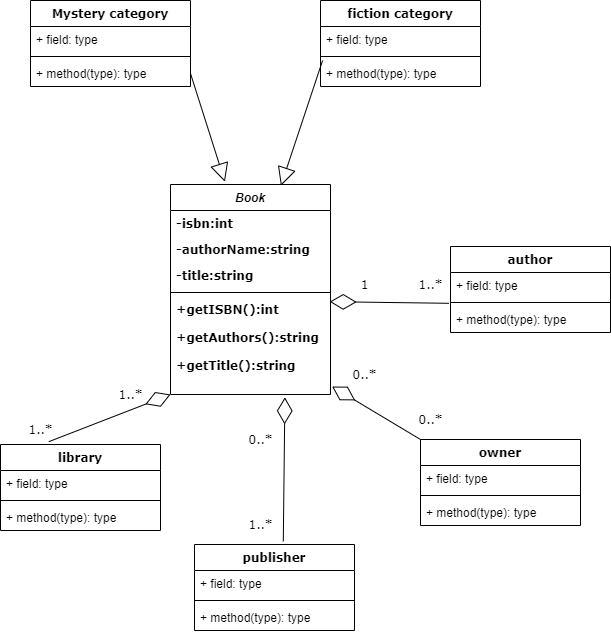 Mystery category
+ field: type
+ method(type): type
fiction category
+ field: type
+ method(type): type
Book
-isbn:int
-authorName:string
-title:string
+getISBN():int
+getAuthors():string
+getTitle():string
1
1..*
author
+ field: type
+ method(type): type
1..*
1..*
library
+ field: type
+ method(type): type
0..*
1..*
publisher
+ field: type
+ method(type): type
0..*
0..*
owner
+ field: type
+ method(type): type